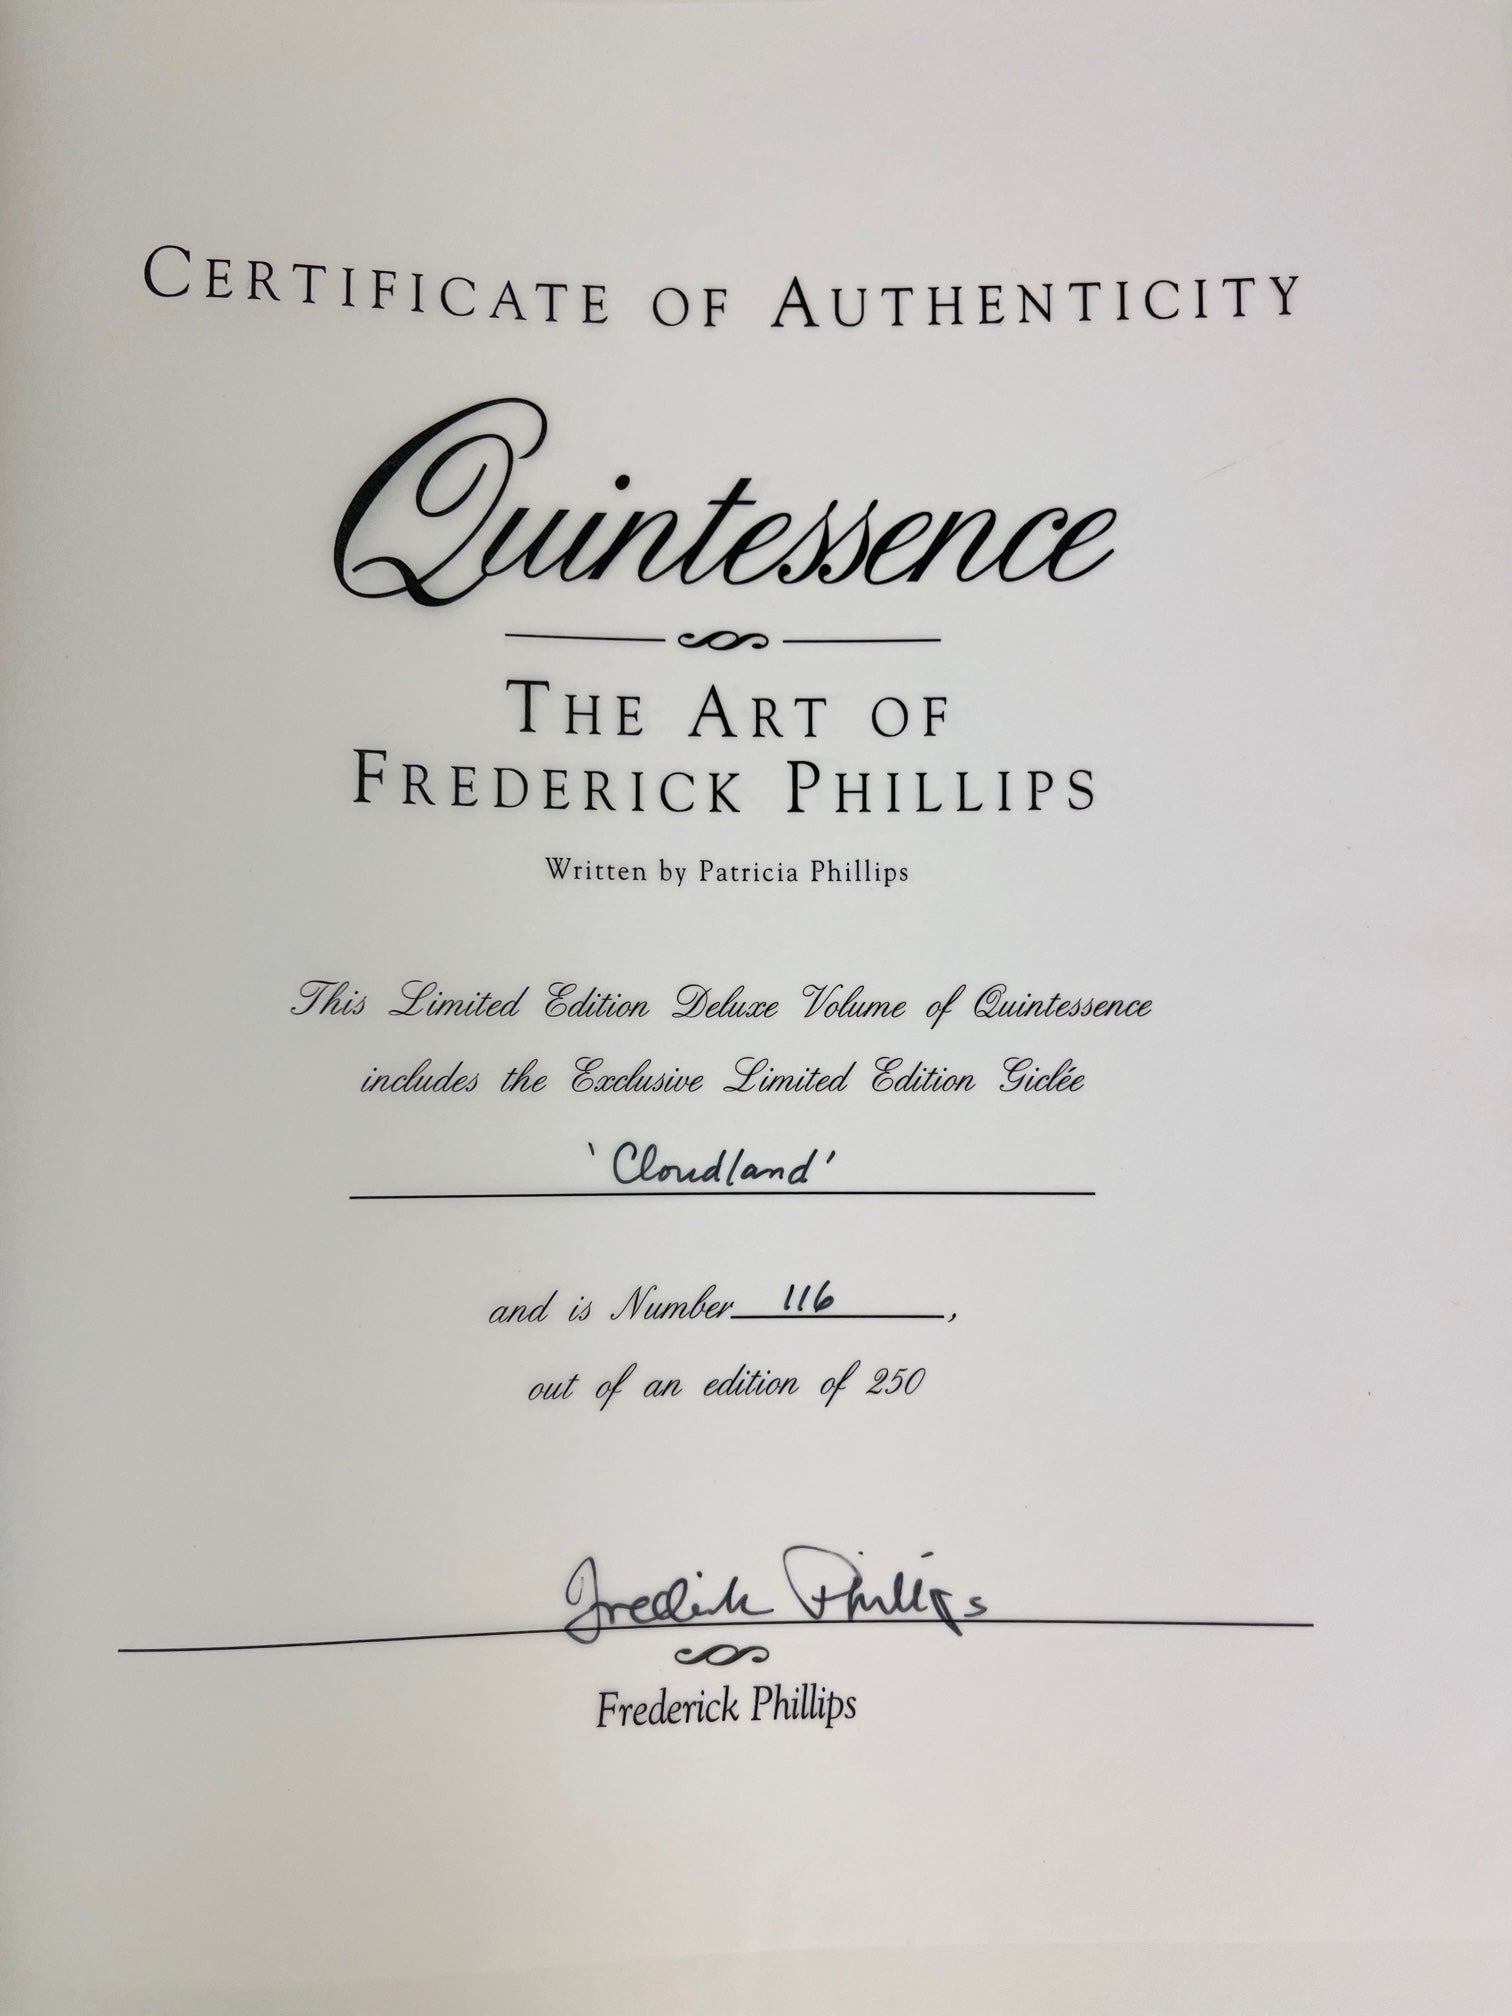 CERTIFICATE OF AUTHENTICITY
Quintessence
THE ART OF
FREDERICK PHILLIPS
Written by Patricia Phillips
This Limited Edition Deluxe Volume of Quintessence
includes the Exclusive Limited Edition Giclée
'Cloudland'
and is Number 116,
out of an edition of 250
Frederick Phillips
Frederick Phillips